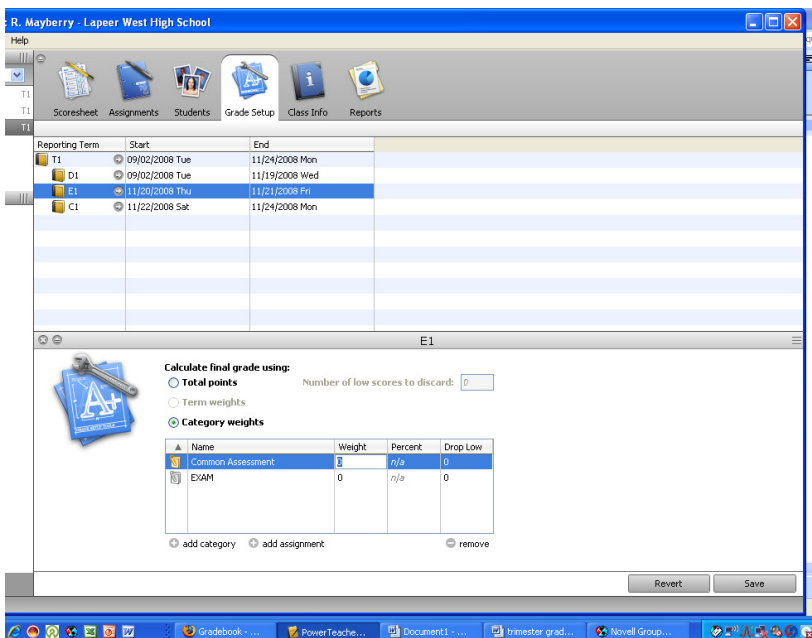 : R. Mayberry - Lapeer West High School
Help
T1
T1
T1
Scoresheet Assignments Students Grade Setup Class Info Reports
Reporting Term Start End
T1 09/02/2008 Tue 11/24/2008 Mon
D1 09/02/2008 Tue 11/19/2008 Wed
E1 11/20/2008 Thu 11/21/2008 Fri
C1 11/22/2008 Sat 11/24/2008 Mon
E1
Calculate final grade using:
Total points Number of low scores to discard: 0
Term weights
Category weights
Name Weight Percent Drop Low
Common Assessment 0 n/a 0
EXAM 0 n/a 0
add category add assignment remove
Revert Save
Gradebook - ... PowerTeache... Document1 - ... trimester grad... Novell Group...